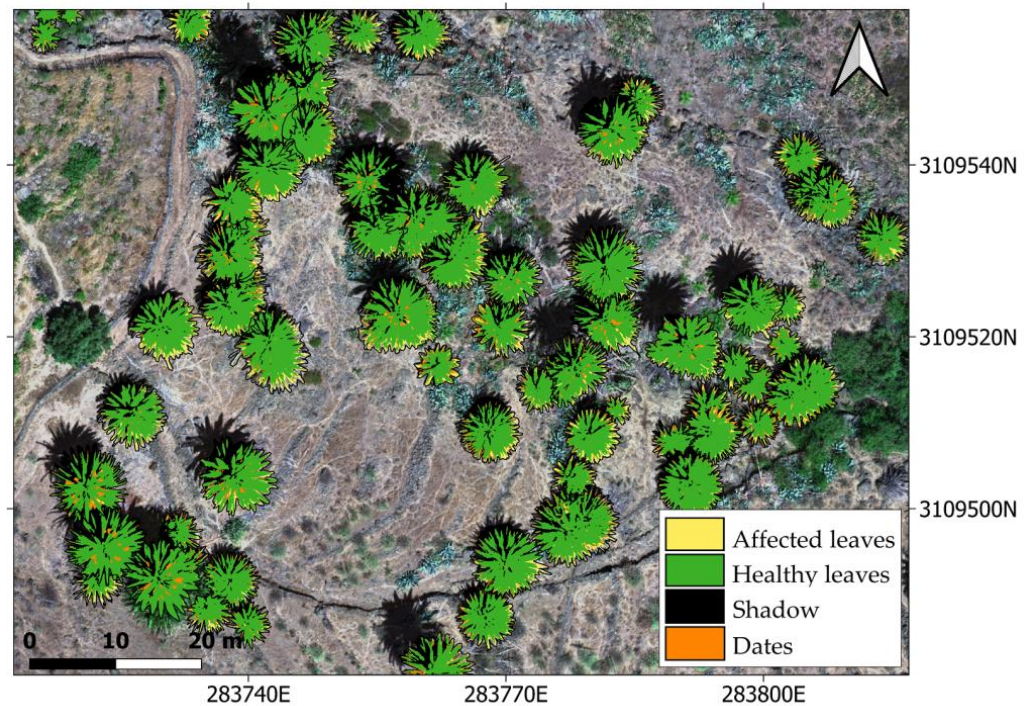 3109540N
3109520N
3109500N
Affected leaves
Healthy leaves
Shadow
Dates
0 10 20 m
283740E 283770E 283800E